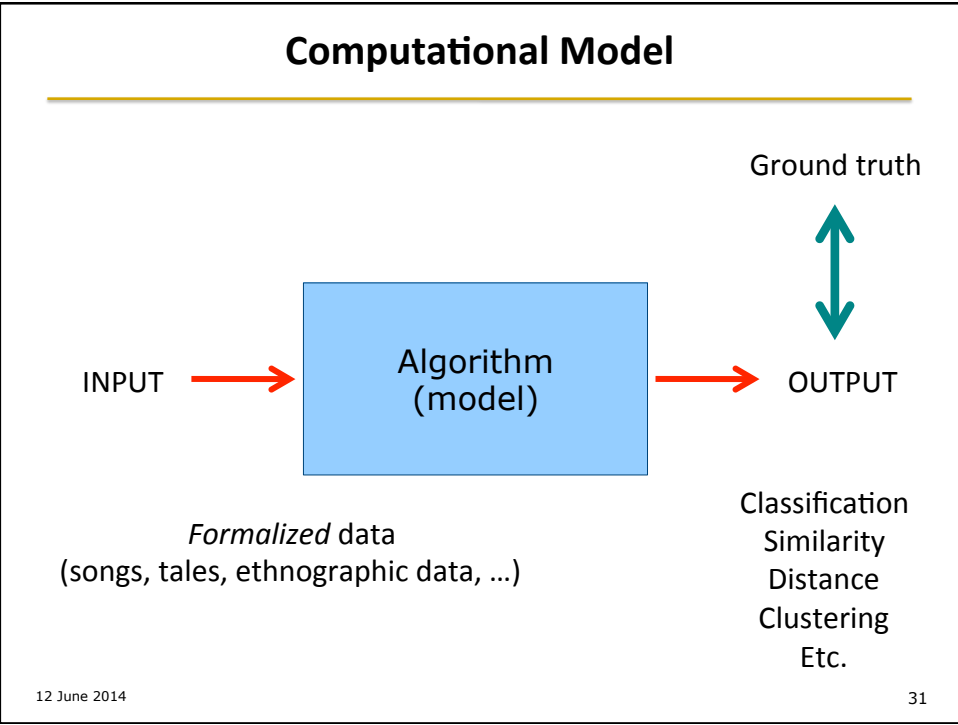 Computational Model
Ground truth
INPUT
Algorithm
(model)
OUTPUT
Formalized data
(songs, tales, ethnographic data, …)
Classification
Similarity
Distance
Clustering
Etc.
12 June 2014
31